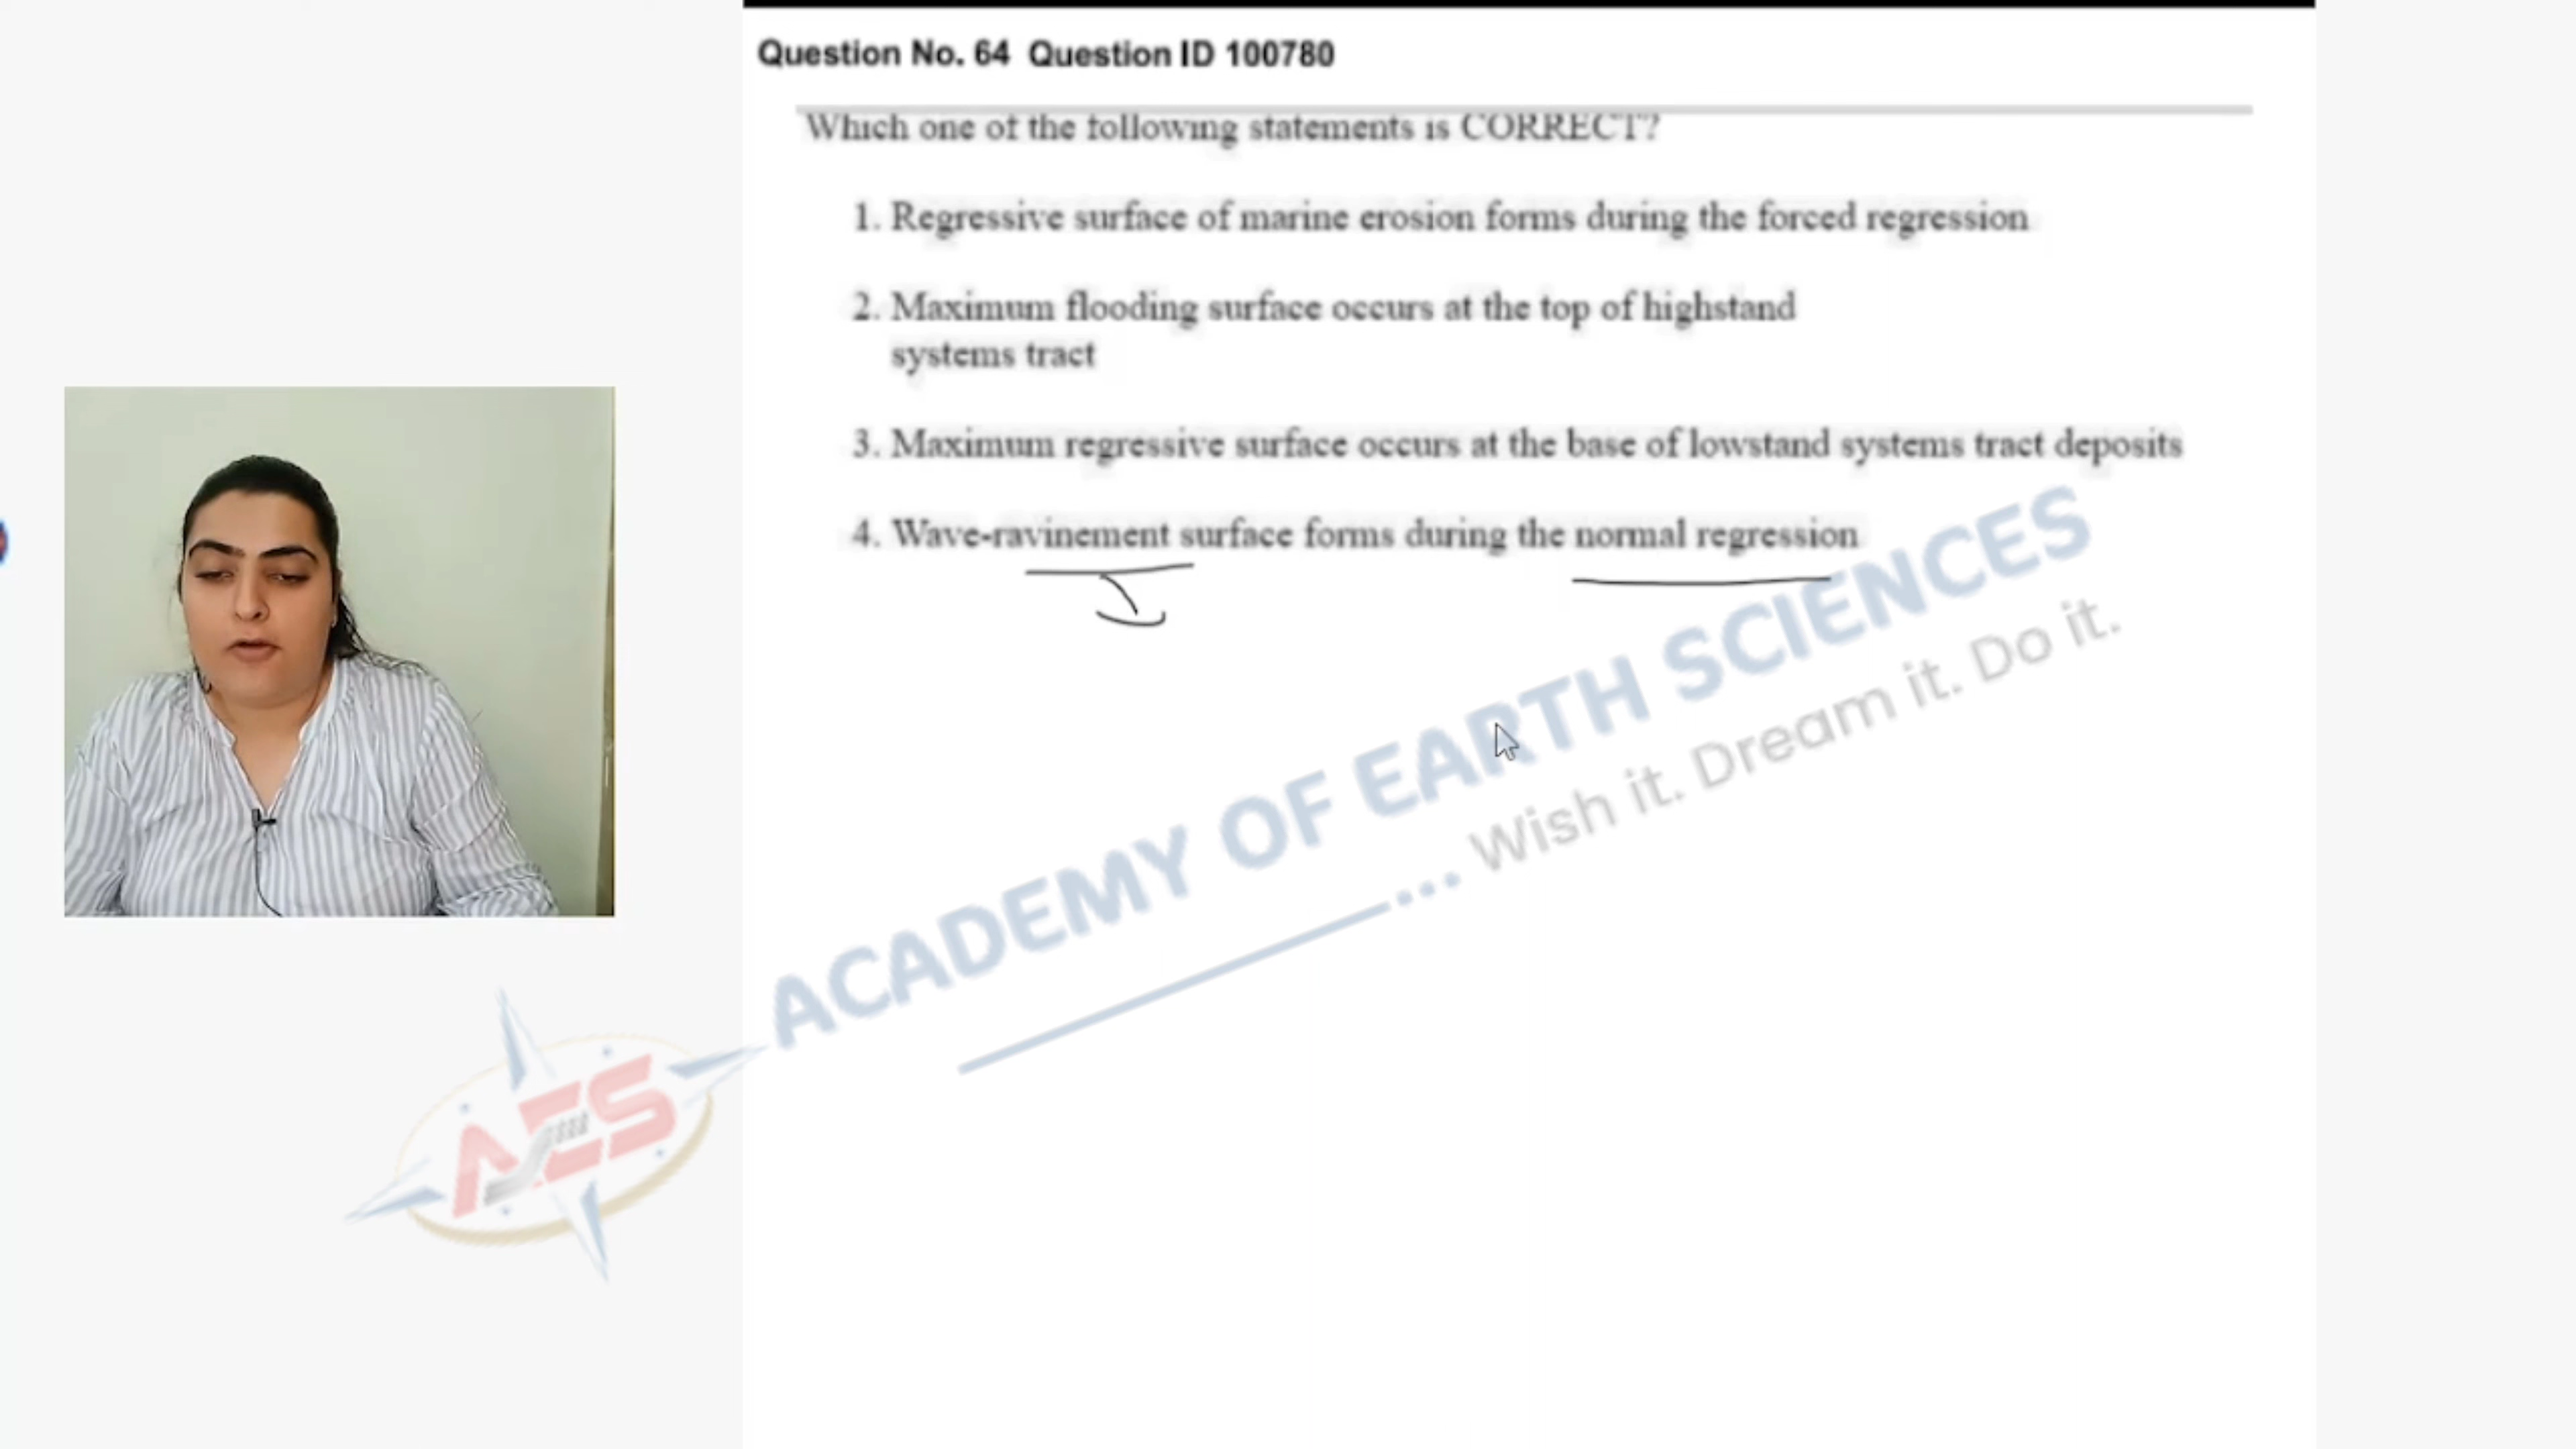 Question No. 64 Question ID 100780
Which one of the following statements is CORRECT?
1. Regressive surface of marine erosion forms during the forced regression
2. Maximum flooding surface occurs at the top of highstand
systems tract
3. Maximum regressive surface occurs at the base of lowstand systems tract deposits
4. Wave-ravinement surface forms during the normal regression
ACADEMY OF EARTH SCIENCES
... Wish it. Dream it. Do it.
AES